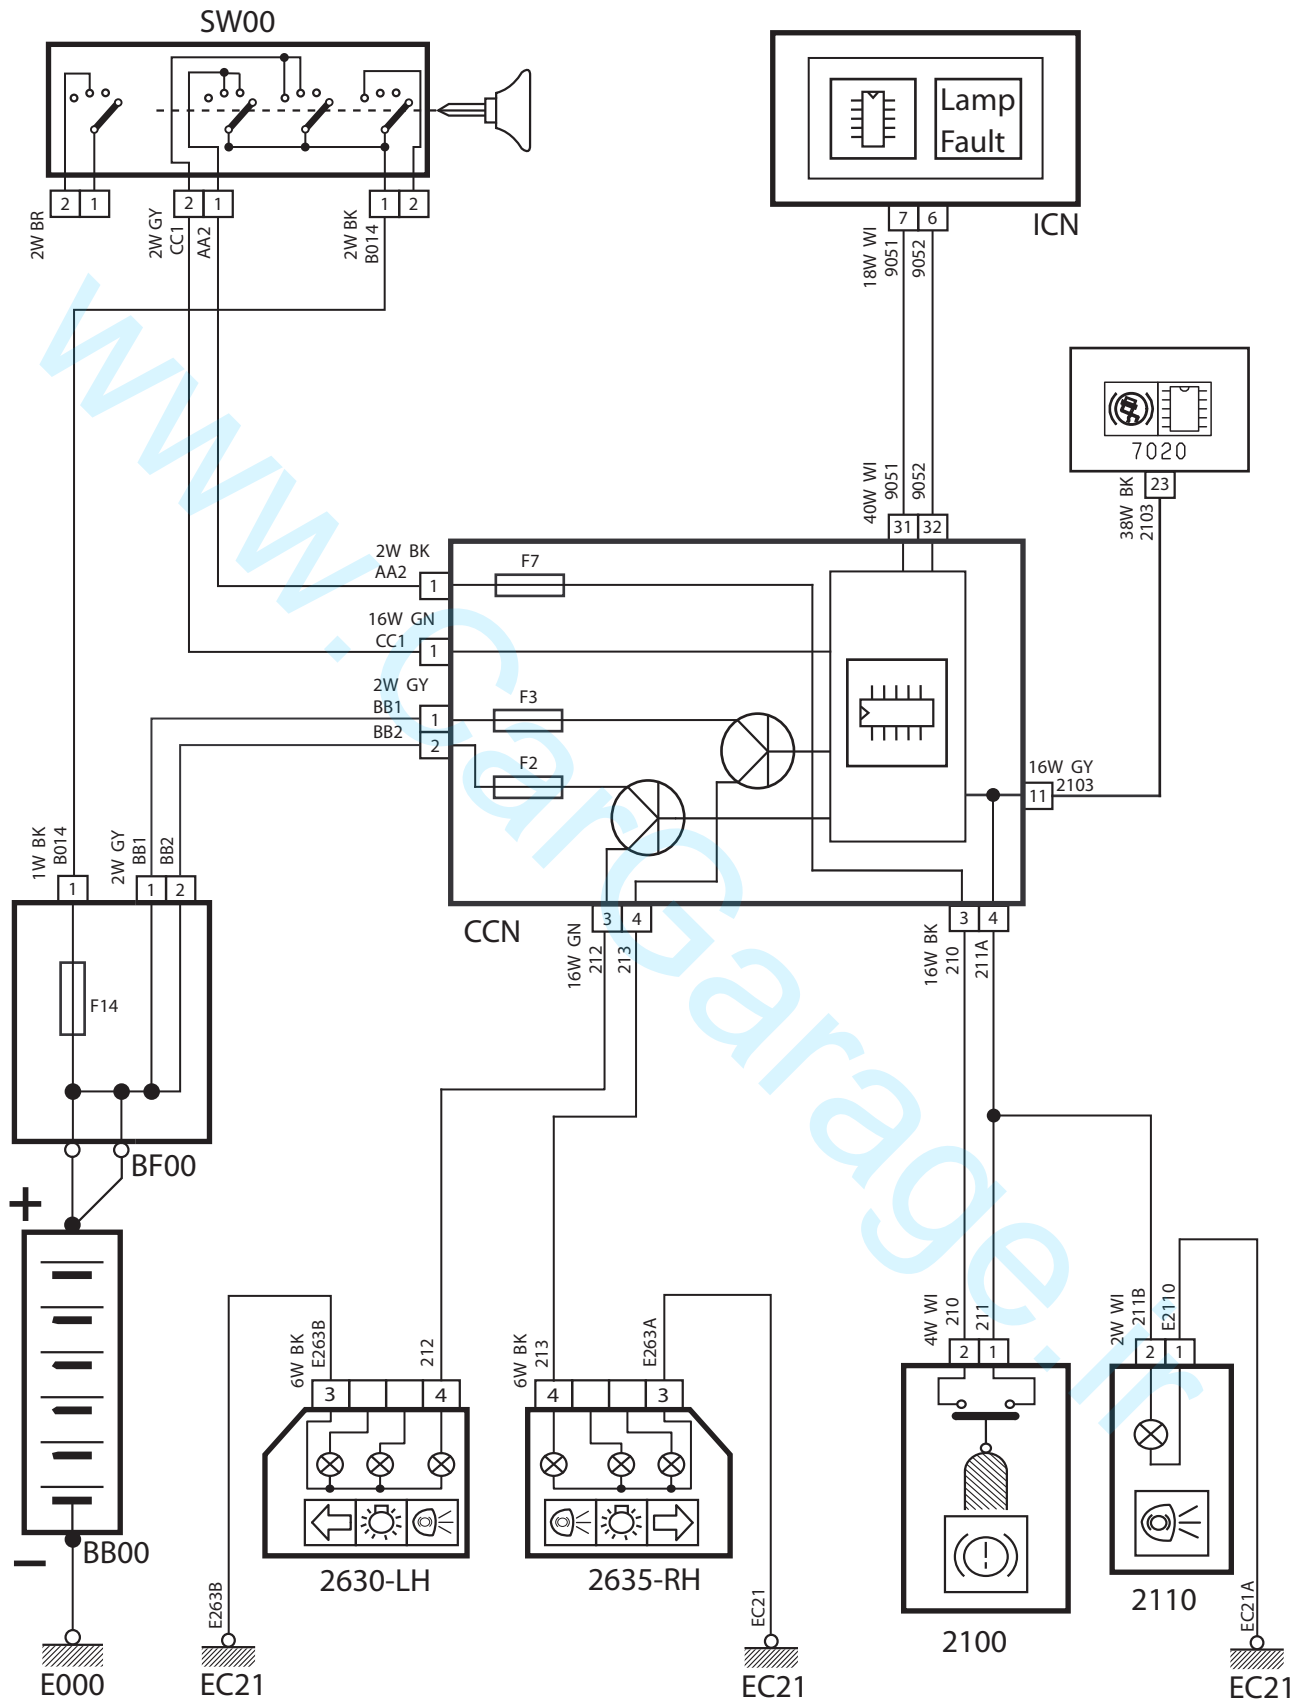 SW00
2 1
2 1
1 2
2W BR
2W GY
CC1
AA2
2W BK
B014
Lamp
Fault
7 6
ICN
18W WI
9051
9052
7020
23
38W BK
2103
40W WI
9051
9052
31 32
2W BK
AA2
1
F7
16W GN
CC1
1
2W GY
BB1
1
F3
BB2
2
F2
16W GY
2103
11
1W BK
B014
2W GY
BB1
BB2
1
1 2
F14
BF00
CCN
3 4
16W GN
212
213
3 4
16W BK
210
211A
+
BB00
−
E000
6W BK
E263B
212
3 4
2630-LH
E263B
EC21
6W BK
213
E263A
4 3
2635-RH
EC21
EC21
4W WI
210
211
2 1
2100
2W WI
211B
E2110
2 1
2110
EC21A
EC21
www.CarGarage.ir